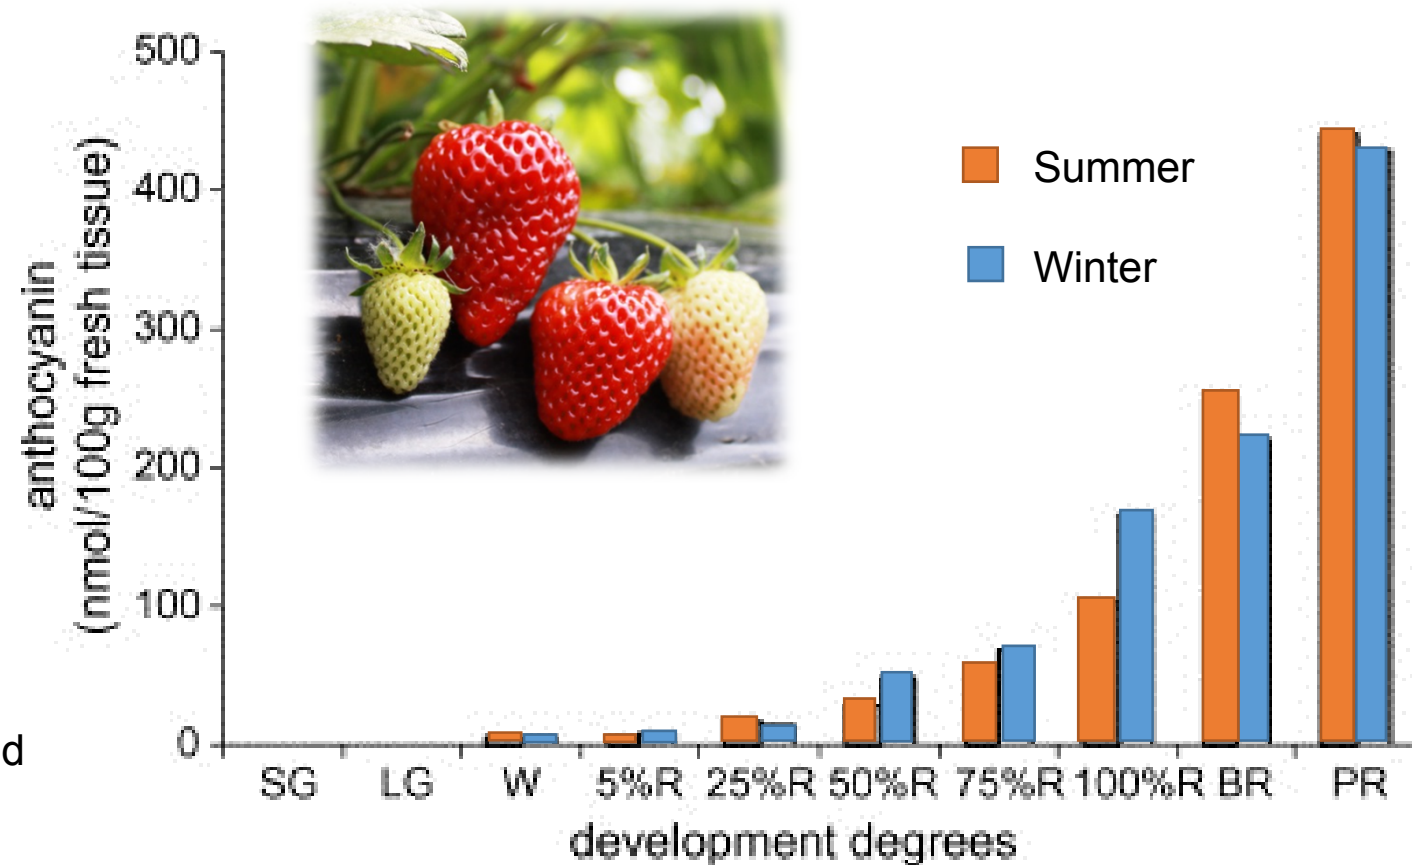 500
400
300
200
100
0
anthocyanin
(nmol/100g fresh tissue)
Summer
Winter
d
SG LG W 5%R 25%R 50%R 75%R 100%R BR PR
development degrees